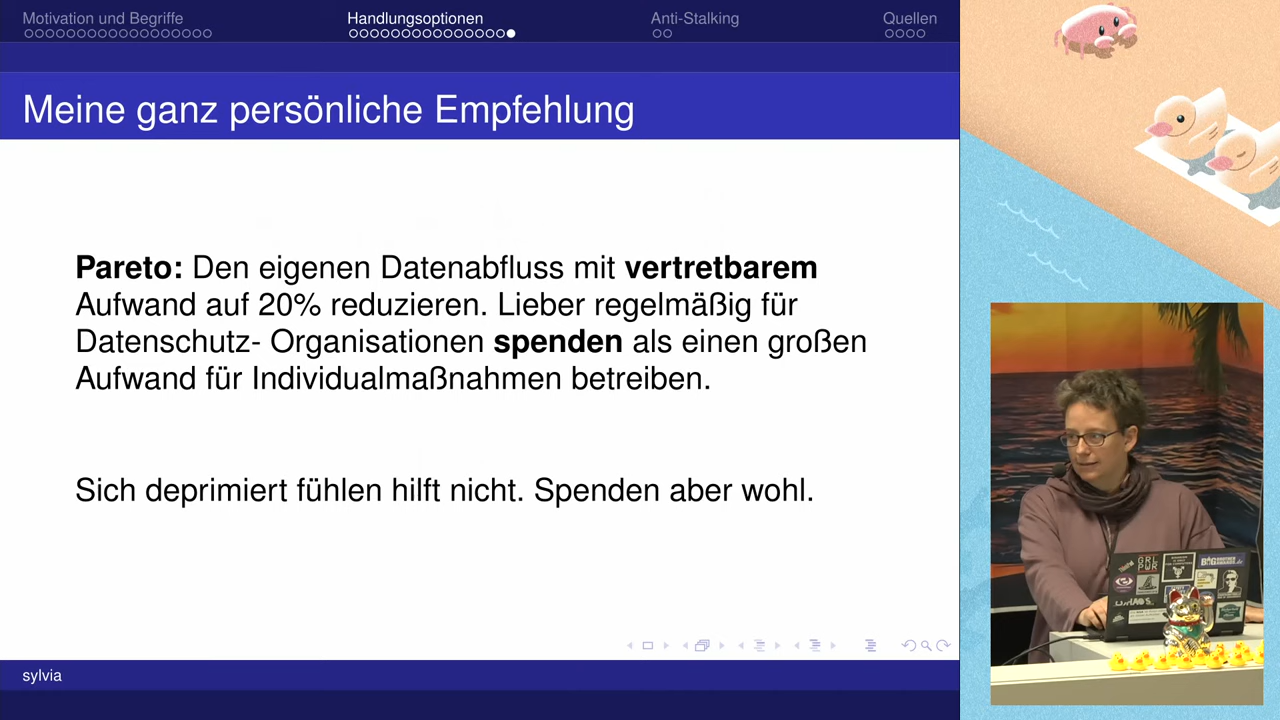 Motivation und Begriffe Handlungsoptionen Anti-Stalking Quellen
Meine ganz persönliche Empfehlung
Pareto: Den eigenen Datenabfluss mit vertretbarem
Aufwand auf 20% reduzieren. Lieber regelmäßig für
Datenschutz- Organisationen spenden als einen großen
Aufwand für Individualmaßnahmen betreiben.
Sich deprimiert fühlen hilft nicht. Spenden aber wohl.
sylvia
GRL
PWR